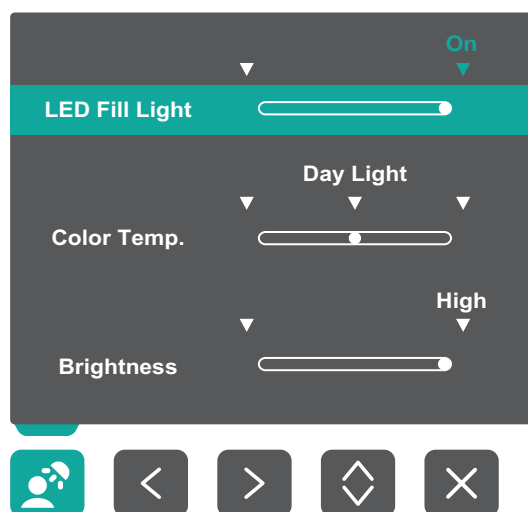 On
LED Fill Light
Day Light
Color Temp.
High
Brightness